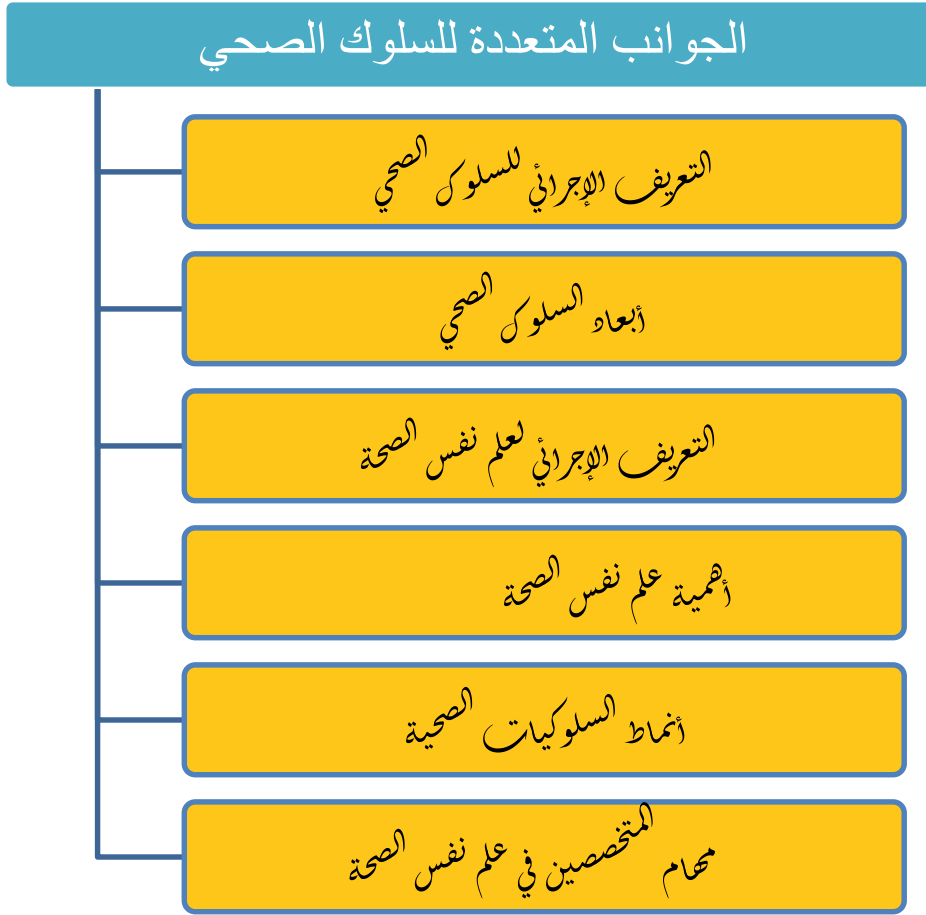 الجوانب المتعددة للسلوك الصحي
التعريف الإجرائي للسلوك الصحي
أبعاد السلوك الصحي
التعريف الإجرائي لعلم نفس الصحة
أهمية علم نفس الصحة
أنماط السلوكيات الصحية
مهام المتخصصين في علم نفس الصحة